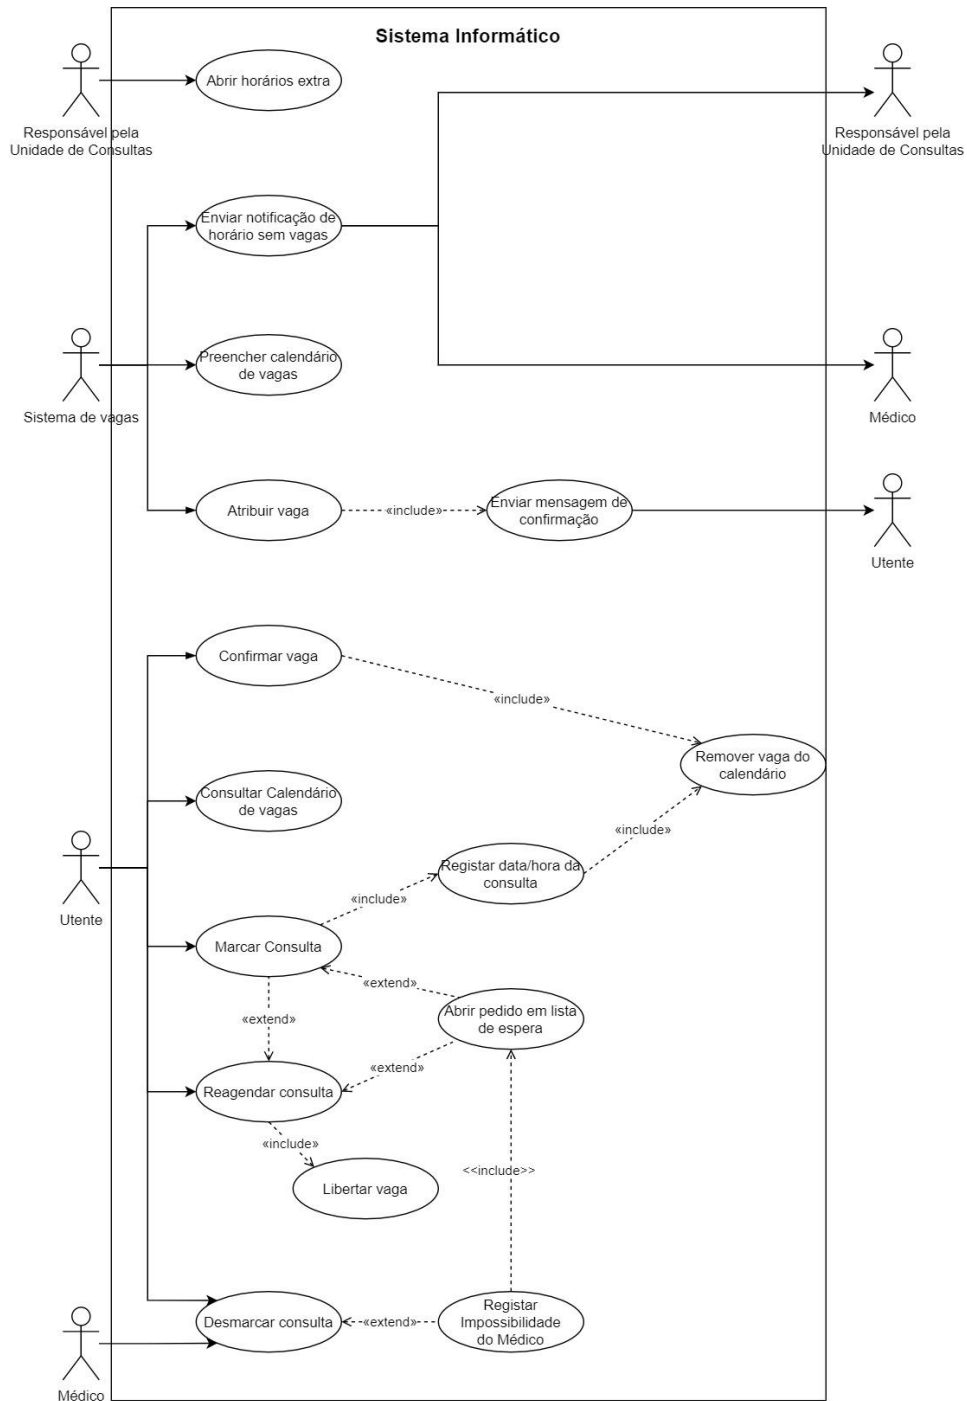 Sistema Informático
Abrir horários extra
Responsável pela
Unidade de Consultas
Responsável pela
Unidade de Consultas
Enviar notificação de
horário sem vagas
Preencher calendário
de vagas
Sistema de vagas
Médico
Atribuir vaga
«include»
Enviar mensagem de
confirmação
Utente
Confirmar vaga
«include»
Remover vaga do
calendário
Consultar Calendário
de vagas
«include»
Registar data/hora da
consulta
«include»
Utente
Marcar Consulta
«extend»
Abrir pedido em lista
de espera
«extend»
«extend»
Reagendar consulta
«include»
<<include>>
Libertar vaga
Desmarcar consulta
«extend»
Registar
Impossibilidade
do Médico
Médico